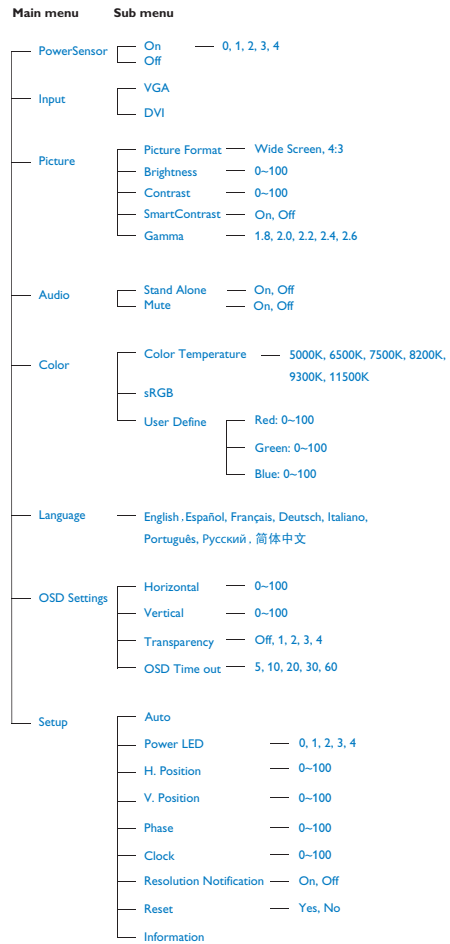 Main menu Sub menu
PowerSensor On 0, 1, 2, 3, 4
Off
Input VGA
DVI
Picture Picture Format Wide Screen, 4:3
Brightness 0~100
Contrast 0~100
SmartContrast On, Off
Gamma 1.8, 2.0, 2.2, 2.4, 2.6
Audio Stand Alone On, Off
Mute On, Off
Color Color Temperature 5000K, 6500K, 7500K, 8200K,
9300K, 11500K
sRGB
User Define Red: 0~100
Green: 0~100
Blue: 0~100
Language English , Español, Français, Deutsch, Italiano,
Português, Русский , 简体中文
OSD Settings Horizontal 0~100
Vertical 0~100
Transparency Off, 1, 2, 3, 4
OSD Time out 5, 10, 20, 30, 60
Setup Auto
Power LED 0, 1, 2, 3, 4
H. Position 0~100
V. Position 0~100
Phase 0~100
Clock 0~100
Resolution Notification On, Off
Reset Yes, No
Information